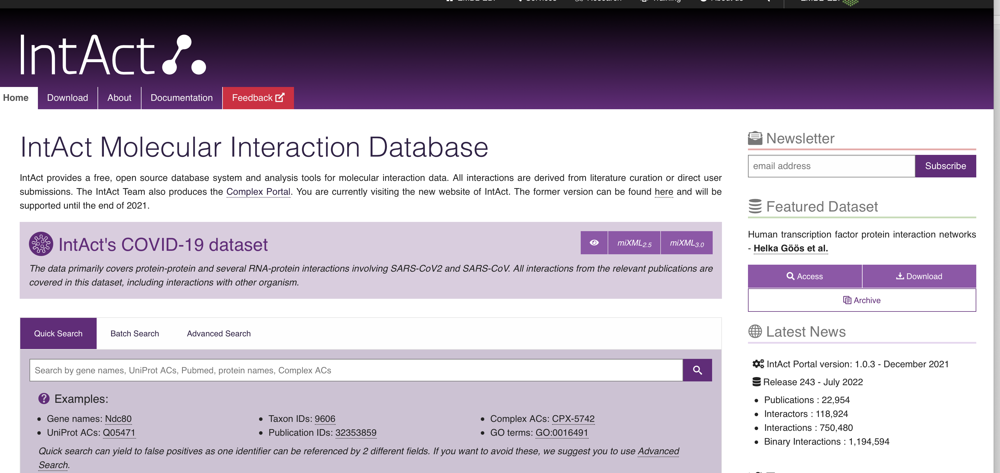 EMBL-EBI Services Research Training About us EMBL-EBI
IntAct
Home Download About Documentation Feedback
IntAct Molecular Interaction Database
IntAct provides a free, open source database system and analysis tools for molecular interaction data. All interactions are derived from literature curation or direct user
submissions. The IntAct Team also produces the Complex Portal. You are currently visiting the new website of IntAct. The former version can be found here and will be
supported until the end of 2021.
IntAct's COVID-19 dataset
miXML2.5 miXML3.0
The data primarily covers protein-protein and several RNA-protein interactions involving SARS-CoV2 and SARS-CoV. All interactions from the relevant publications are
covered in this dataset, including interactions with other organism.
Quick Search Batch Search Advanced Search
Search by gene names, UniProt ACs, Pubmed, protein names, Complex ACs
Examples:
Gene names: Ndc80
UniProt ACs: Q05471
Taxon IDs: 9606
Publication IDs: 32353859
Complex ACs: CPX-5742
GO terms: GO:0016491
Quick search can yield to false positives as one identifier can be referenced by 2 different fields. If you want to avoid these, we suggest you to use Advanced
Search.
Newsletter
email address Subscribe
Featured Dataset
Human transcription factor protein interaction networks
- Helka Göös et al.
Access Download
Archive
Latest News
IntAct Portal version: 1.0.3 - December 2021
Release 243 - July 2022
Publications : 22,954
Interactors : 118,924
Interactions : 750,480
Binary Interactions : 1,194,594